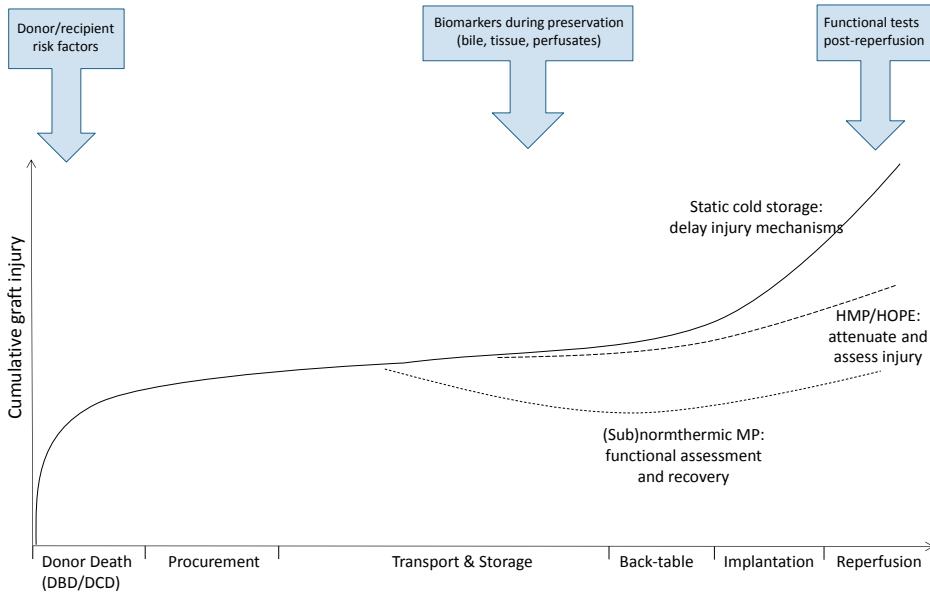 Donor/recipient
risk factors
Biomarkers during preservation
(bile, tissue, perfusates)
Functional tests
post-reperfusion
Cumulative graft injury
Static cold storage:
delay injury mechanisms
HMP/HOPE:
attenuate and
assess injury
(Sub)normthermic MP:
functional assessment
and recovery
Donor Death
(DBD/DCD)
Procurement
Transport & Storage
Back-table
Implantation
Reperfusion